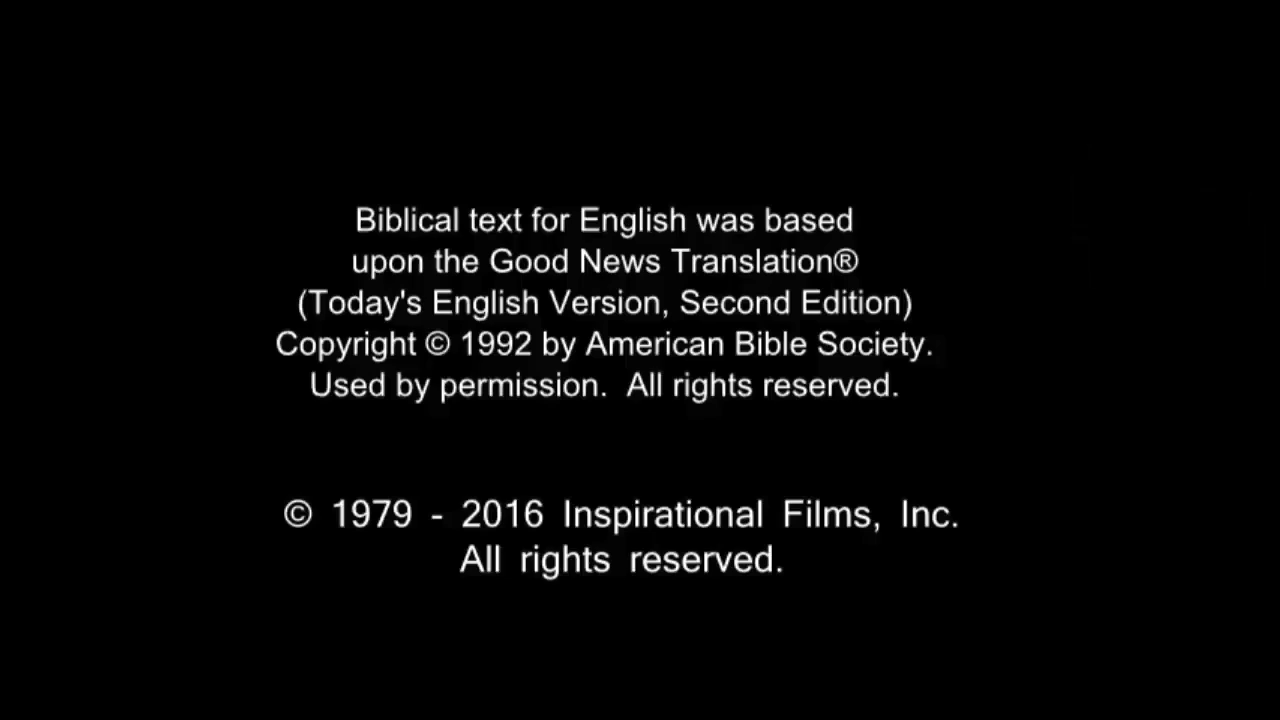 Biblical text for English was based
upon the Good News Translation®
(Today's English Version, Second Edition)
Copyright © 1992 by American Bible Society.
Used by permission.  All rights reserved.
© 1979 - 2016 Inspirational Films, Inc.
All rights reserved.